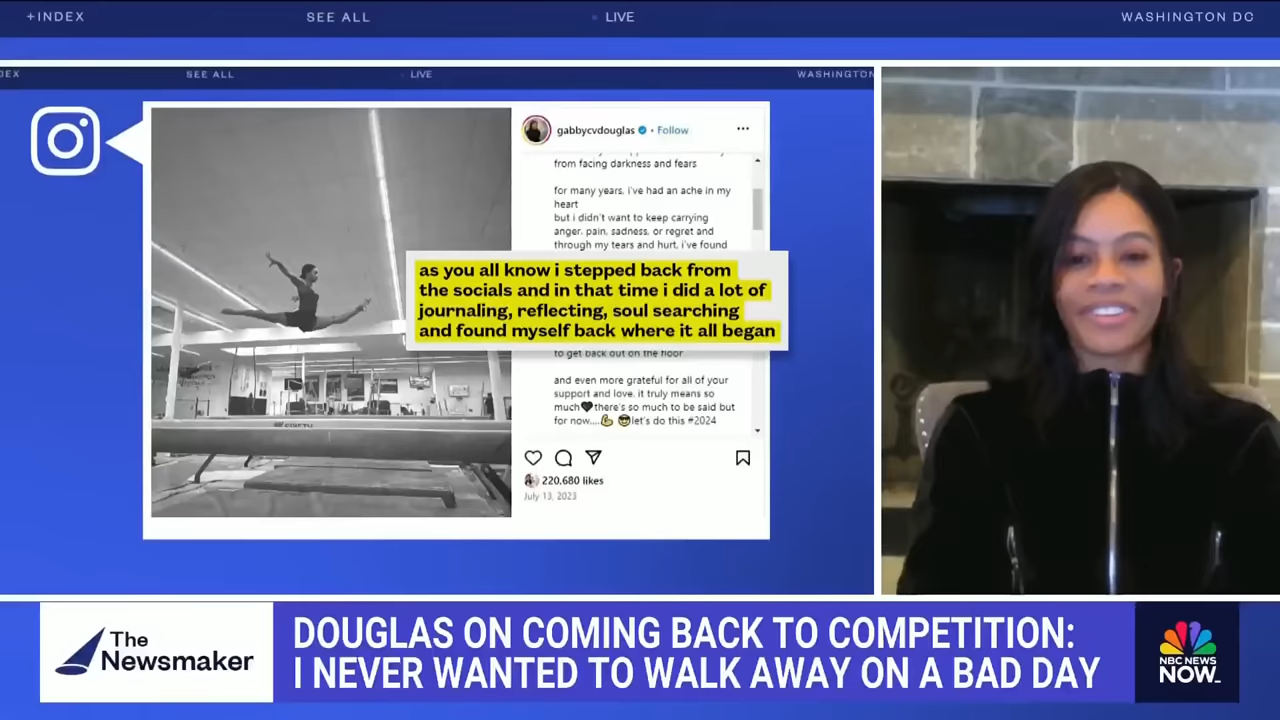 +INDEX
SEE ALL
LIVE
WASHINGTON DC
DEX
SEE ALL
LIVE
WASHINGTON
gabbycvdouglas • Follow
from facing darkness and fears
for many years, i've had an ache in my
heart
but i didn't want to keep carrying
anger, pain, sadness, or regret and
through my tears and hurt, i've found
as you all know i stepped back from
the socials and in that time i did a lot of
journaling, reflecting, soul searching
and found myself back where it all began
to get back out on the floor
and even more grateful for all of your
support and love. it truly means so
much🖤there's so much to be said but
for now....💪 😎let's do this #2024
220,680 likes
July 13, 2023
The
Newsmaker
DOUGLAS ON COMING BACK TO COMPETITION:
I NEVER WANTED TO WALK AWAY ON A BAD DAY
NBC NEWS
NOW_